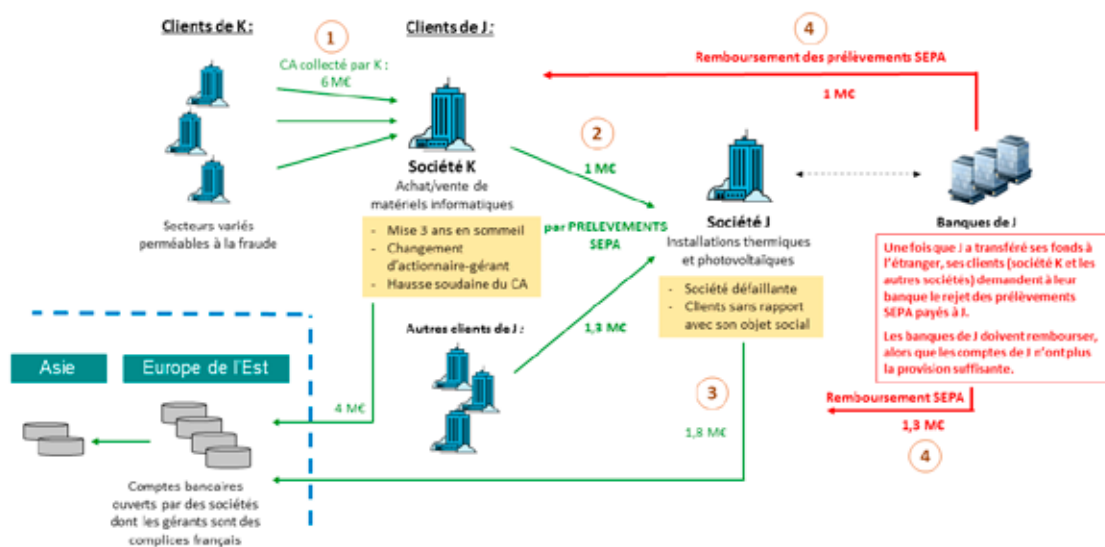 Clients de K :
1
CA collecté par K :
6 M€
Secteurs variés
perméables à la fraude
Clients de J :
Société K
Achat/vente de
matériels informatiques
- Mise 3 ans en sommeil
- Changement
d'actionnaire-gérant
- Hausse soudaine du CA
2
1 M€
par PRELEVEMENTS
SEPA
Autres clients de J :
1,3 M€
Société J
Installations thermiques
et photovoltaïques
- Société défaillante
- Clients sans rapport
avec son objet social
4
Remboursement des prélèvements SEPA
1 M€
Banques de J
Une fois que J a transféré ses fonds à
l'étranger, ses clients (société K et les
autres sociétés) demandent à leur
banque le rejet des prélèvements
SEPA payés à J.
Les banques de J doivent rembourser,
alors que les comptes de J n'ont plus
la provision suffisante.
Remboursement SEPA
1,3 M€
4
3
1,8 M€
4 M€
Asie
Europe de l'Est
Comptes bancaires
ouverts par des sociétés
dont les gérants sont des
complices français